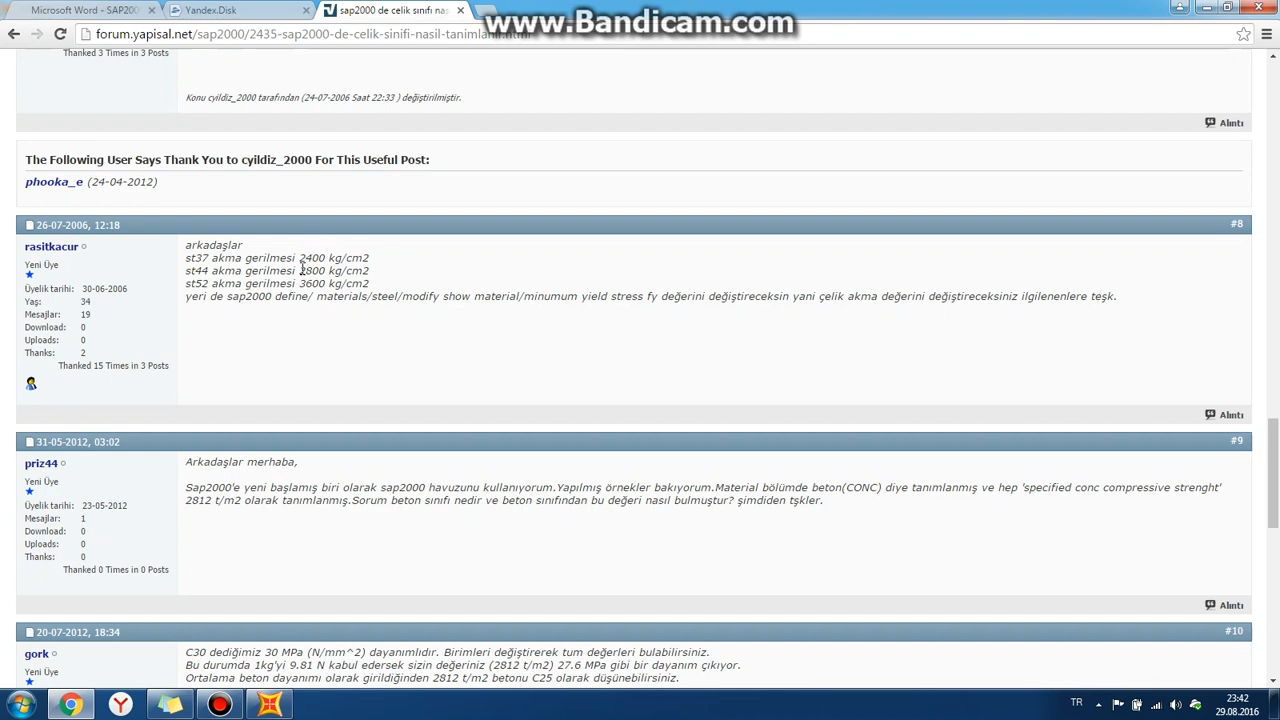 Microsoft Word - SAP200
Yandex.Disk
sap2000 de celik sınıfı nas
www.Bandicam.com
forum.yapisal.net/sap2000/2435-sap2000-de-celik-sinifi-nasil-tanimlanir.html
Thanked 3 Times in 3 Posts
Konu cyildiz_2000 tarafından (24-07-2006 Saat 22:33 ) değiştirilmiştir.
Alıntı
The Following User Says Thank You to cyildiz_2000 For This Useful Post:
phooka_e (24-04-2012)
26-07-2006, 12:18
#8
rasitkacur
Yeni Üye
Üyelik tarihi: 30-06-2006
Yaş: 34
Mesajlar: 19
Download: 0
Uploads: 0
Thanks: 2
Thanked 15 Times in 3 Posts
arkadaşlar
st37 akma gerilmesi 2400 kg/cm2
st44 akma gerilmesi 2800 kg/cm2
st52 akma gerilmesi 3600 kg/cm2
yeri de sap2000 define/ materials/steel/modify show material/minumum yield stress fy değerini değiştireceksin yani çelik akma değerini değiştireceksiniz ilgilenenlere teşk.
Alıntı
31-05-2012, 03:02
#9
priz44
Yeni Üye
Üyelik tarihi: 23-05-2012
Mesajlar: 1
Download: 0
Uploads: 0
Thanks: 0
Thanked 0 Times in 0 Posts
Arkadaşlar merhaba,
Sap2000'e yeni başlamış biri olarak sap2000 havuzunu kullanıyorum.Yapılmış örnekler bakıyorum.Material bölümde beton(CONC) diye tanımlanmış ve hep 'specified conc compressive strenght'
2812 t/m2 olarak tanımlanmış.Sorum beton sınıfı nedir ve beton sınıfından bu değeri nasıl bulmuştur? şimdiden tşkler.
Alıntı
20-07-2012, 18:34
#10
gork
Yeni Üye
C30 dediğimiz 30 MPa (N/mm^2) dayanımlıdır. Birimleri değiştirerek tum değerleri bulabilirsiniz.
Bu durumda 1kg'yi 9.81 N kabul edersek sizin değeriniz (2812 t/m2) 27.6 MPa gibi bir dayanım çıkıyor.
Ortalama beton dayanımı olarak girildiğinden 2812 t/m2 betonu C25 olarak düşünebilirsiniz.
TR
23:42
29.08.2016